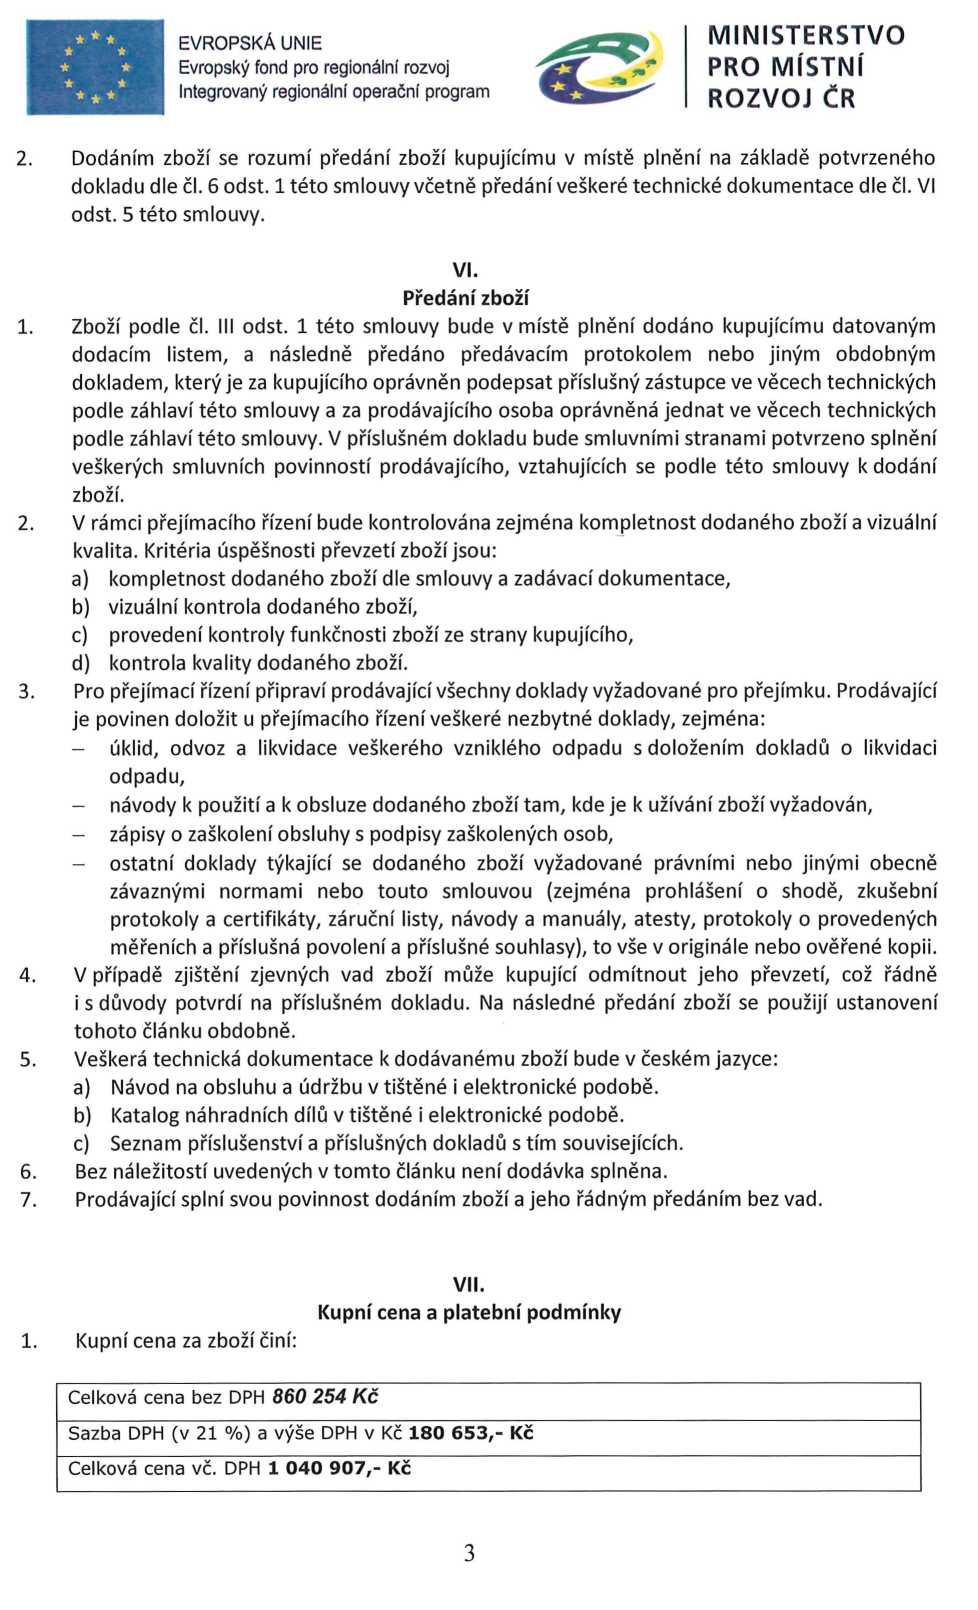 EVROPSKÁ UNIE
Evropský fond pro regionální rozvoj
Integrovaný regionální operační program
MINISTERSTVO
PRO MÍSTNÍ
ROZVOJ ČR
2. Dodáním zboží se rozumí předání zboží kupujícímu v místě plnění na základě potvrzeného
dokladu dle čl. 6 odst. 1 této smlouvy včetně předání veškeré technické dokumentace dle čl. VI
odst. 5 této smlouvy.
VI.
Předání zboží
1. Zboží podle čl. III odst. 1 této smlouvy bude v místě plnění dodáno kupujícímu datovaným
dodacím listem, a následně předáno předávacím protokolem nebo jiným obdobným
dokladem, který je za kupujícího oprávněn podepsat příslušný zástupce ve věcech technických
podle záhlaví této smlouvy a za prodávajícího osoba oprávněná jednat ve věcech technických
podle záhlaví této smlouvy. V příslušném dokladu bude smluvními stranami potvrzeno splnění
veškerých smluvních povinností prodávajícího, vztahujících se podle této smlouvy k dodání
zboží.
2. V rámci přejímacího řízení bude kontrolována zejména kompletnost dodaného zboží a vizuální
kvalita. Kritéria úspěšnosti převzetí zboží jsou:
a) kompletnost dodaného zboží dle smlouvy a zadávací dokumentace,
b) vizuální kontrola dodaného zboží,
c) provedení kontroly funkčnosti zboží ze strany kupujícího,
d) kontrola kvality dodaného zboží.
3. Pro přejímací řízení připraví prodávající všechny doklady vyžadované pro přejímku. Prodávající
je povinen doložit u přejímacího řízení veškeré nezbytné doklady, zejména:
– úklid, odvoz a likvidace veškerého vzniklého odpadu s doložením dokladů o likvidaci
odpadu,
– návody k použití a k obsluze dodaného zboží tam, kde je k užívání zboží vyžadován,
– zápisy o zaškolení obsluhy s podpisy zaškolených osob,
– ostatní doklady týkající se dodaného zboží vyžadované právními nebo jinými obecně
závaznými normami nebo touto smlouvou (zejména prohlášení o shodě, zkušební
protokoly a certifikáty, záruční listy, návody a manuály, atesty, protokoly o provedených
měřeních a příslušná povolení a příslušné souhlasy), to vše v originále nebo ověřené kopii.
4. V případě zjištění zjevných vad zboží může kupující odmítnout jeho převzetí, což řádně
i s důvody potvrdí na příslušném dokladu. Na následné předání zboží se použijí ustanovení
tohoto článku obdobně.
5. Veškerá technická dokumentace k dodávanému zboží bude v českém jazyce:
a) Návod na obsluhu a údržbu v tištěné i elektronické podobě.
b) Katalog náhradních dílů v tištěné i elektronické podobě.
c) Seznam příslušenství a příslušných dokladů s tím souvisejících.
6. Bez náležitostí uvedených v tomto článku není dodávka splněna.
7. Prodávající splní svou povinnost dodáním zboží a jeho řádným předáním bez vad.
VII.
Kupní cena a platební podmínky
1. Kupní cena za zboží činí:
Celková cena bez DPH 860 254 Kč
Sazba DPH (v 21 %) a výše DPH v Kč 180 653,- Kč
Celková cena vč. DPH 1 040 907,- Kč
3